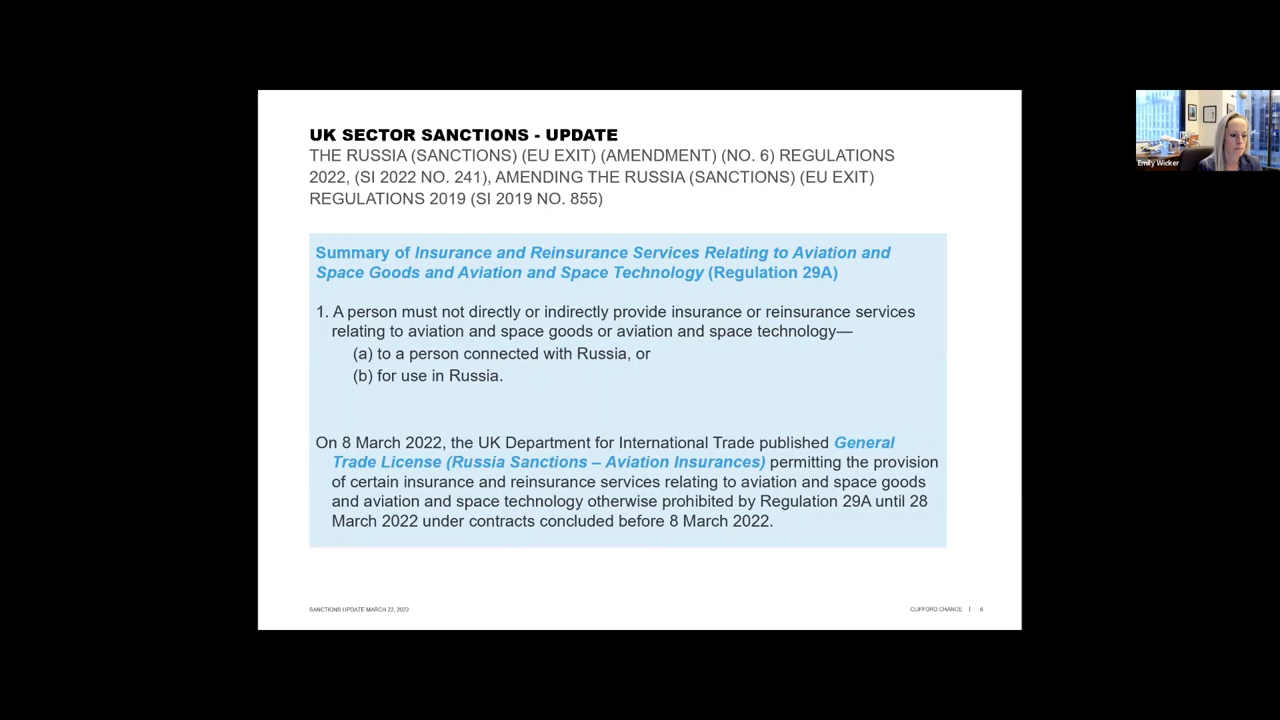 UK SECTOR SANCTIONS - UPDATE
THE RUSSIA (SANCTIONS) (EU EXIT) (AMENDMENT) (NO. 6) REGULATIONS
2022, (SI 2022 NO. 241), AMENDING THE RUSSIA (SANCTIONS) (EU EXIT)
REGULATIONS 2019 (SI 2019 NO. 855)
Emily Wicker
Summary of Insurance and Reinsurance Services Relating to Aviation and
Space Goods and Aviation and Space Technology (Regulation 29A)
1. A person must not directly or indirectly provide insurance or reinsurance services
relating to aviation and space goods or aviation and space technology—
(a) to a person connected with Russia, or
(b) for use in Russia.
On 8 March 2022, the UK Department for International Trade published General
Trade License (Russia Sanctions – Aviation Insurances) permitting the provision
of certain insurance and reinsurance services relating to aviation and space goods
and aviation and space technology otherwise prohibited by Regulation 29A until 28
March 2022 under contracts concluded before 8 March 2022.
SANCTIONS UPDATE MARCH 22, 2022
CLIFFORD CHANCE | 6